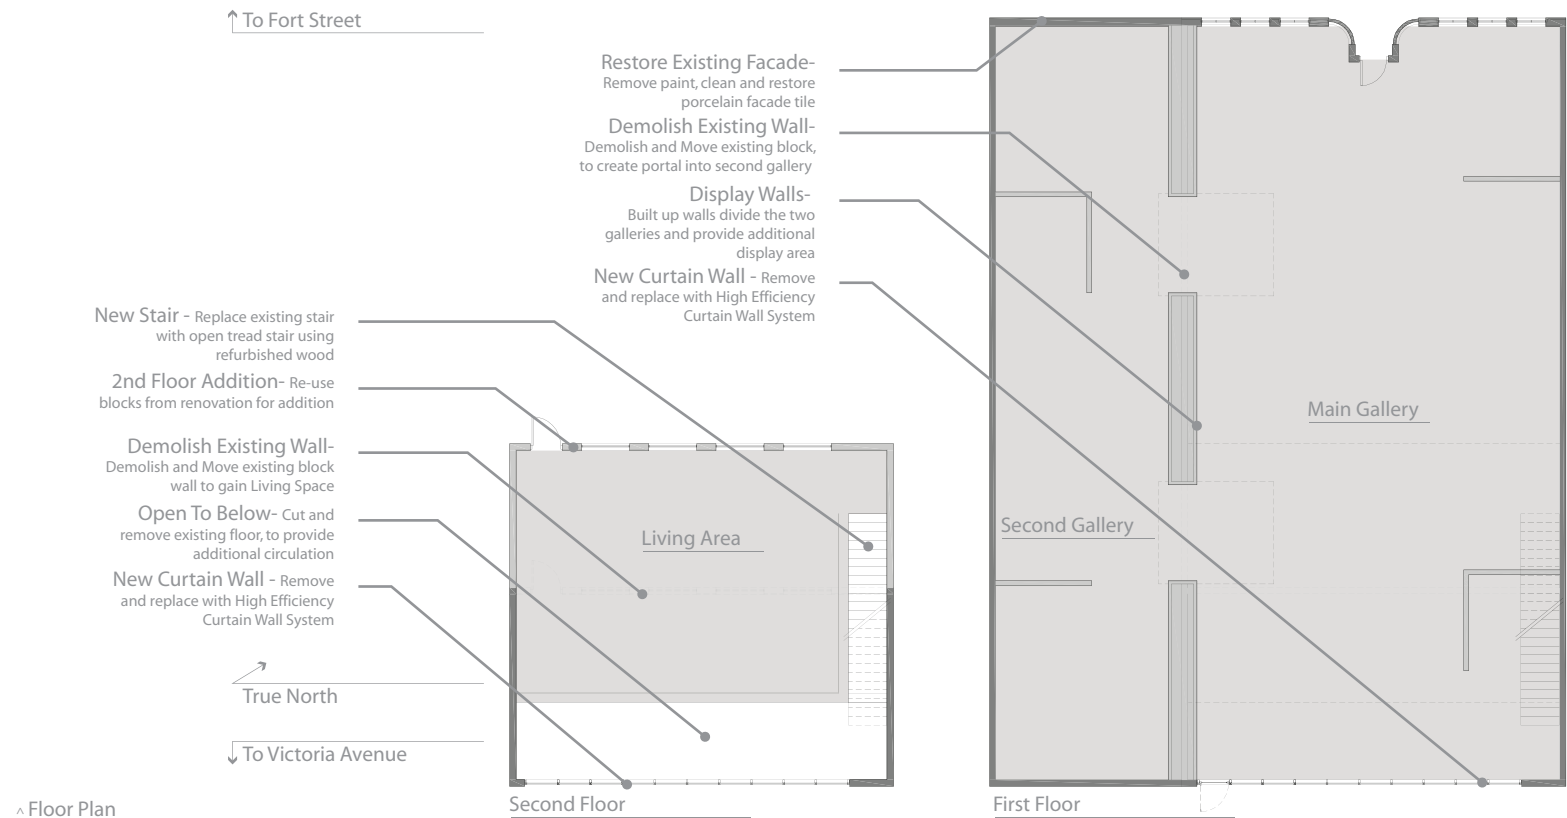 To Fort Street
Restore Existing Facade-
Remove paint, clean and restore
porcelain facade tile
Demolish Existing Wall-
Demolish and Move existing block,
to create portal into second gallery
Display Walls-
Built up walls divide the two
galleries and provide additional
display area
New Curtain Wall - Remove
and replace with High Efficiency
Curtain Wall System
New Stair - Replace existing stair
with open tread stair using
refurbished wood
2nd Floor Addition- Re-use
blocks from renovation for addition
Demolish Existing Wall-
Demolish and Move existing block
wall to gain Living Space
Open To Below- Cut and
remove existing floor, to provide
additional circulation
New Curtain Wall - Remove
and replace with High Efficiency
Curtain Wall System
True North
To Victoria Avenue
^ Floor Plan
Living Area
Second Floor
Main Gallery
Second Gallery
First Floor